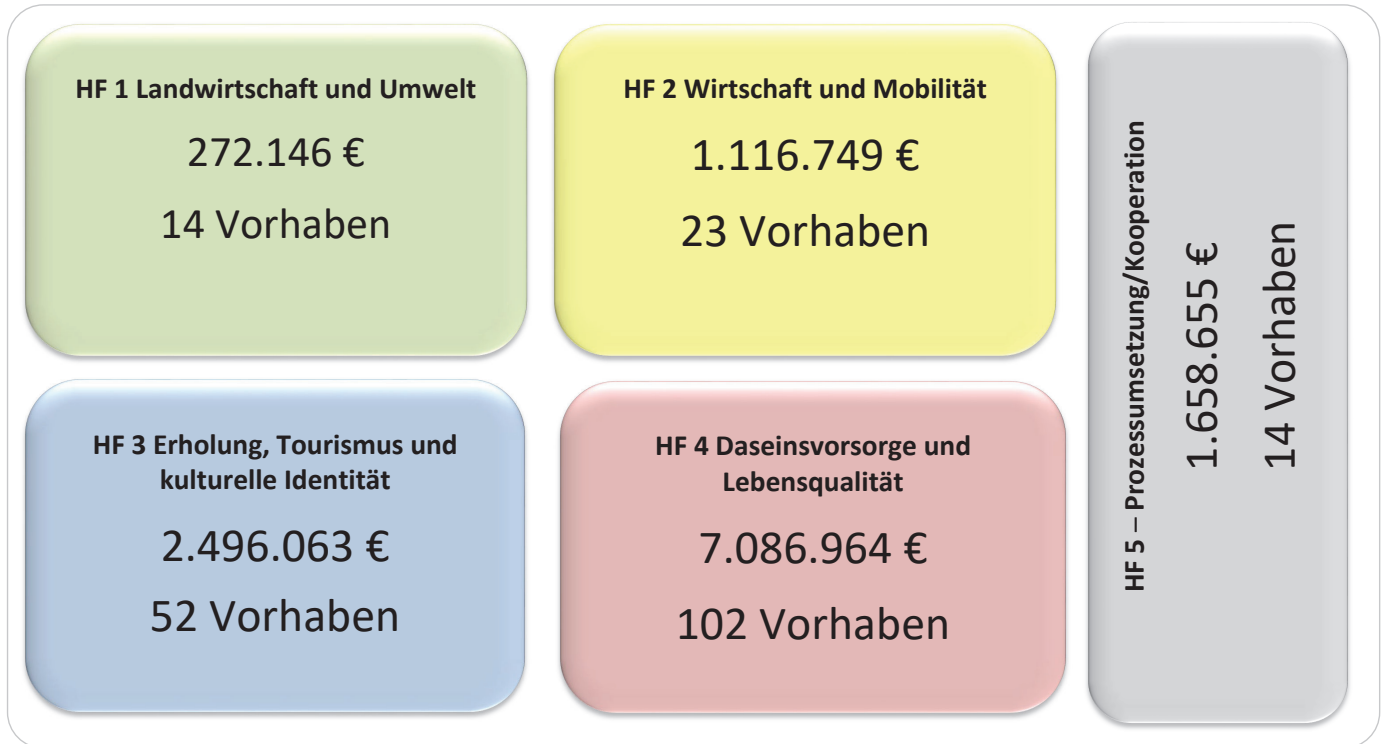 HF 1 Landwirtschaft und Umwelt
272.146 €
14 Vorhaben
HF 2 Wirtschaft und Mobilität
1.116.749 €
23 Vorhaben
HF 3 Erholung, Tourismus und
kulturelle Identität
2.496.063 €
52 Vorhaben
HF 4 Daseinsvorsorge und
Lebensqualität
7.086.964 €
102 Vorhaben
HF 5 – Prozessumsetzung/Kooperation
1.658.655 €
14 Vorhaben